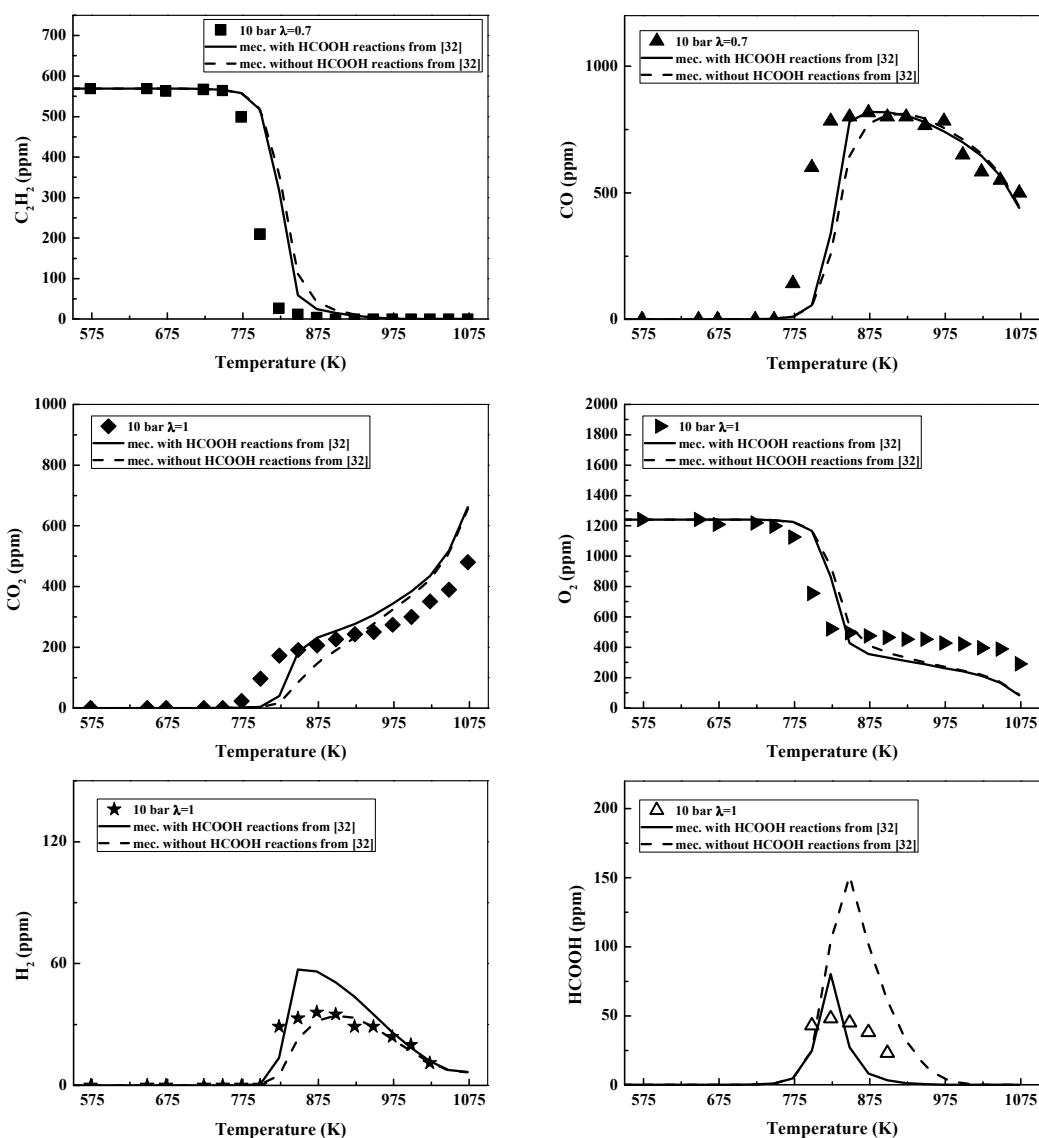 750
600
450
300
150
0
C₂H₂ (ppm)
10 bar λ=0.7
mec. with HCOOH reactions from [32]
mec. without HCOOH reactions from [32]
575 675 775 875 975 1075
Temperature (K)
1000
500
0
CO (ppm)
10 bar λ=0.7
mec. with HCOOH reactions from [32]
mec. without HCOOH reactions from [32]
575 675 775 875 975 1075
Temperature (K)
1000
800
600
400
200
0
CO₂ (ppm)
10 bar λ=1
mec. with HCOOH reactions from [32]
mec. without HCOOH reactions from [32]
575 675 775 875 975 1075
Temperature (K)
2000
1800
1600
1400
1200
1000
800
600
400
200
0
O₂ (ppm)
10 bar λ=1
mec. with HCOOH reactions from [32]
mec. without HCOOH reactions from [32]
575 675 775 875 975 1075
Temperature (K)
120
60
0
H₂ (ppm)
10 bar λ=1
mec. with HCOOH reactions from [32]
mec. without HCOOH reactions from [32]
575 675 775 875 975 1075
Temperature (K)
200
150
100
50
0
HCOOH (ppm)
10 bar λ=1
mec. with HCOOH reactions from [32]
mec. without HCOOH reactions from [32]
575 675 775 875 975 1075
Temperature (K)